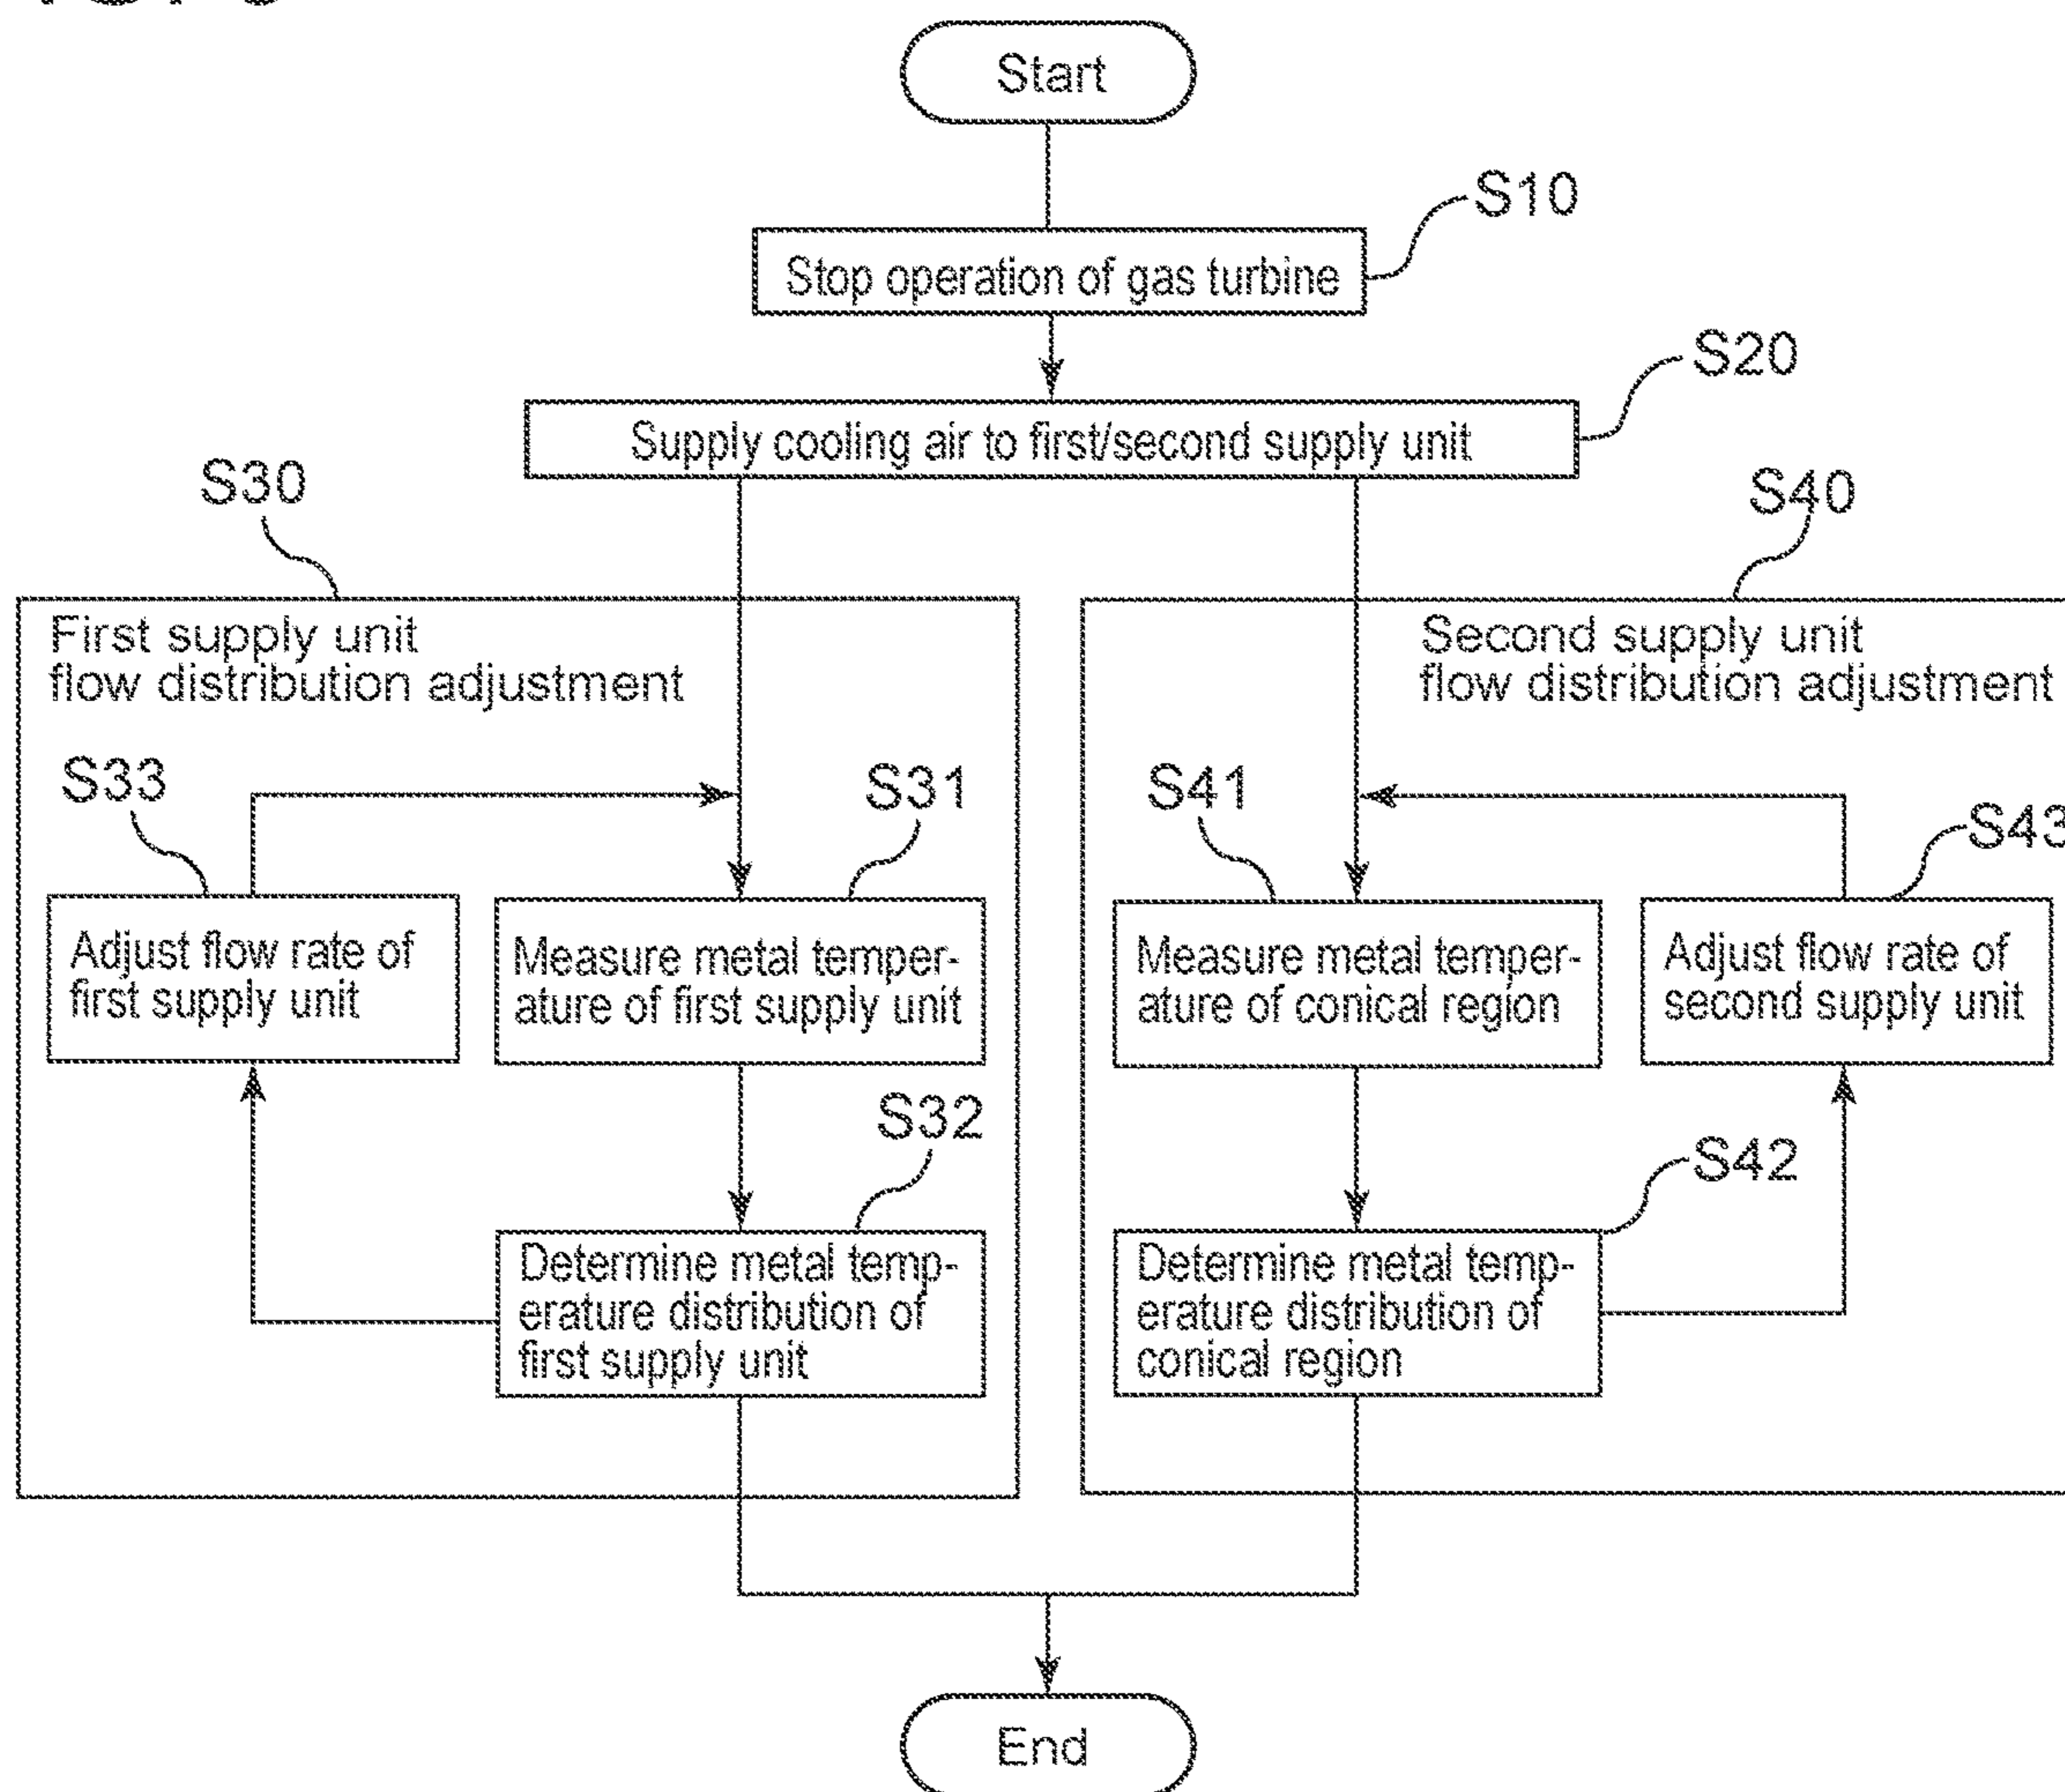 Start
S10
Stop operation of gas turbine
S20
Supply cooling air to first/second supply unit
S30
S40
First supply unit
flow distribution adjustment
Second supply unit
flow distribution adjustment
S33
S31
S41
S43
Adjust flow rate of
first supply unit
Measure metal temper-
ature of first supply unit
Measure metal temper-
ature of conical region
Adjust flow rate of
second supply unit
S32
S42
Determine metal temp-
erature distribution of
first supply unit
Determine metal temp-
erature distribution of
conical region
End